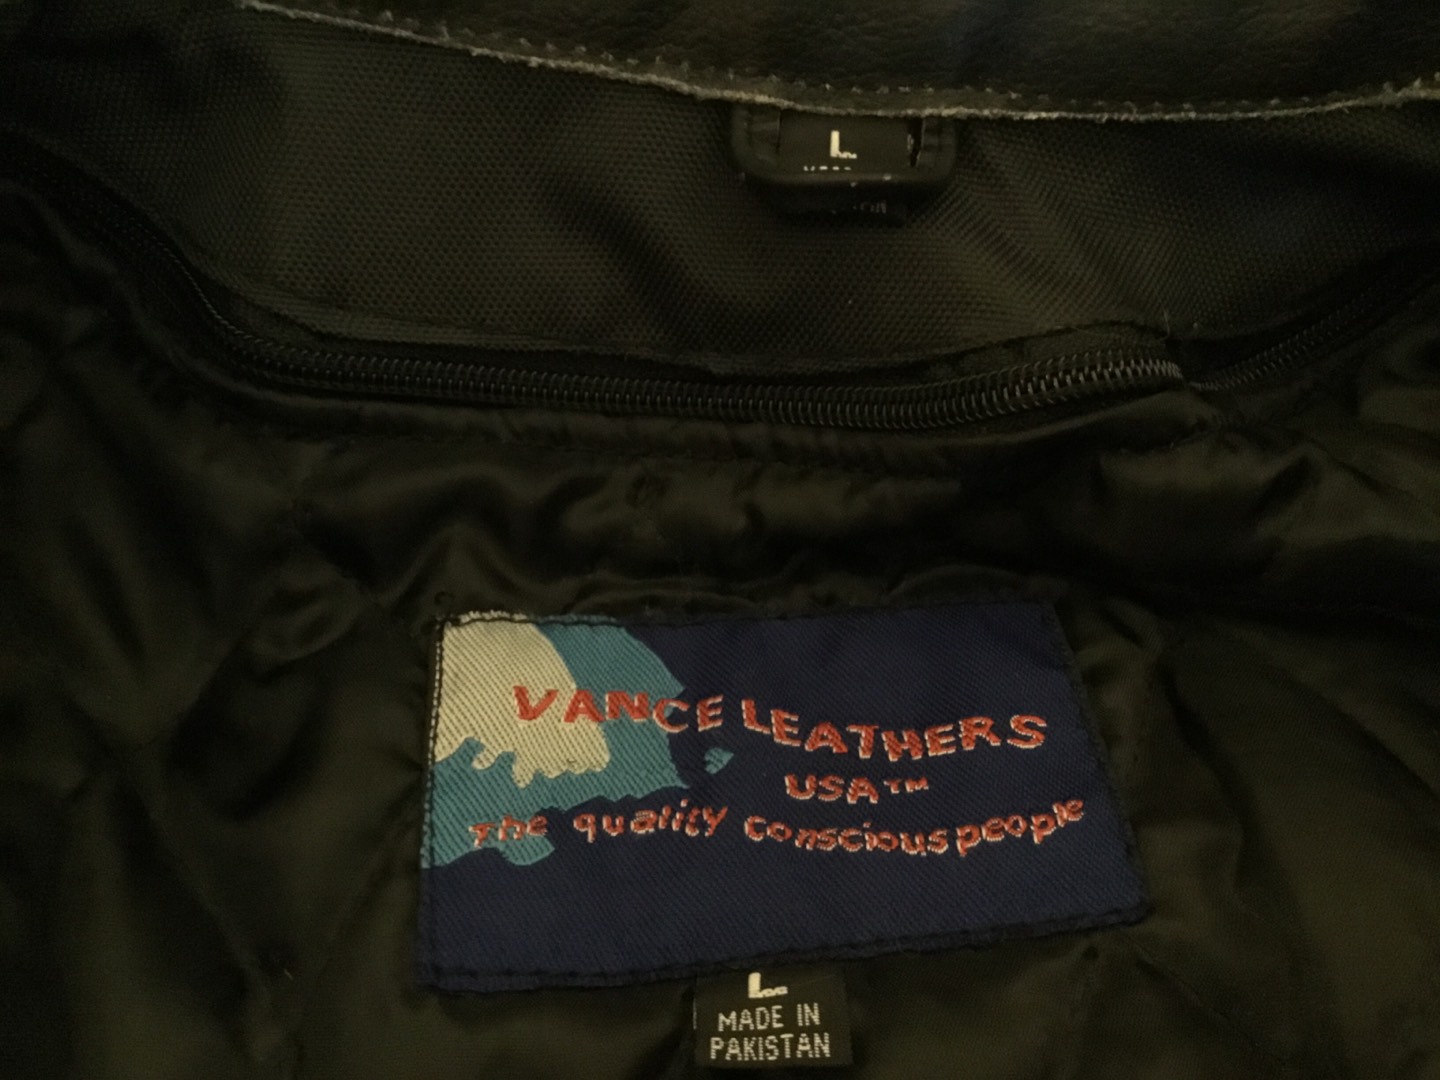 L
VANCE LEATHERS
USA™
The quality conscious people
L
MADE IN
PAKISTAN